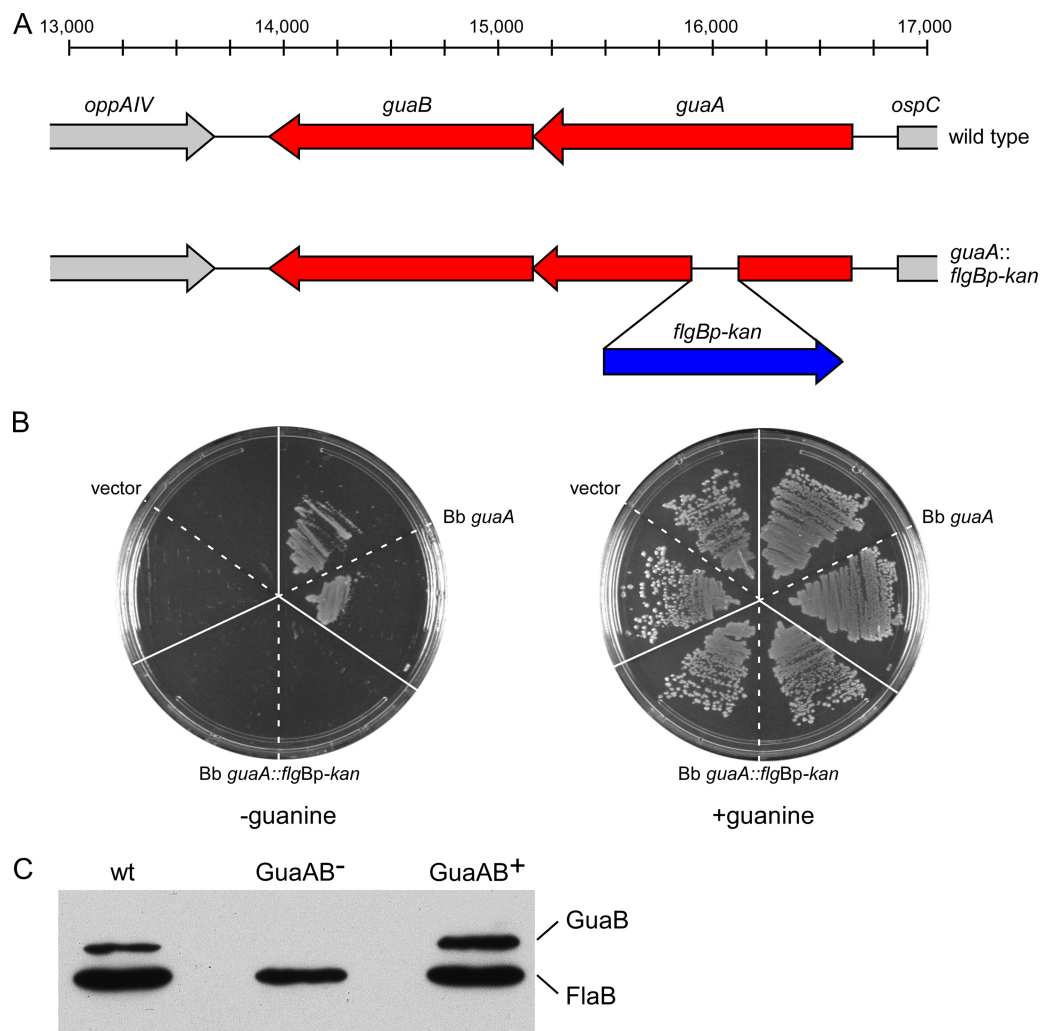 A
13,000 14,000 15,000 16,000 17,000
oppAIV guaB guaA ospC
wild type
guaA::
flgBp-kan
flgBp-kan
B
vector
Bb guaA
Bb guaA::flgBp-kan
-guanine
vector
Bb guaA
Bb guaA::flgBp-kan
+guanine
C
wt GuaAB- GuaAB+
GuaB
FlaB